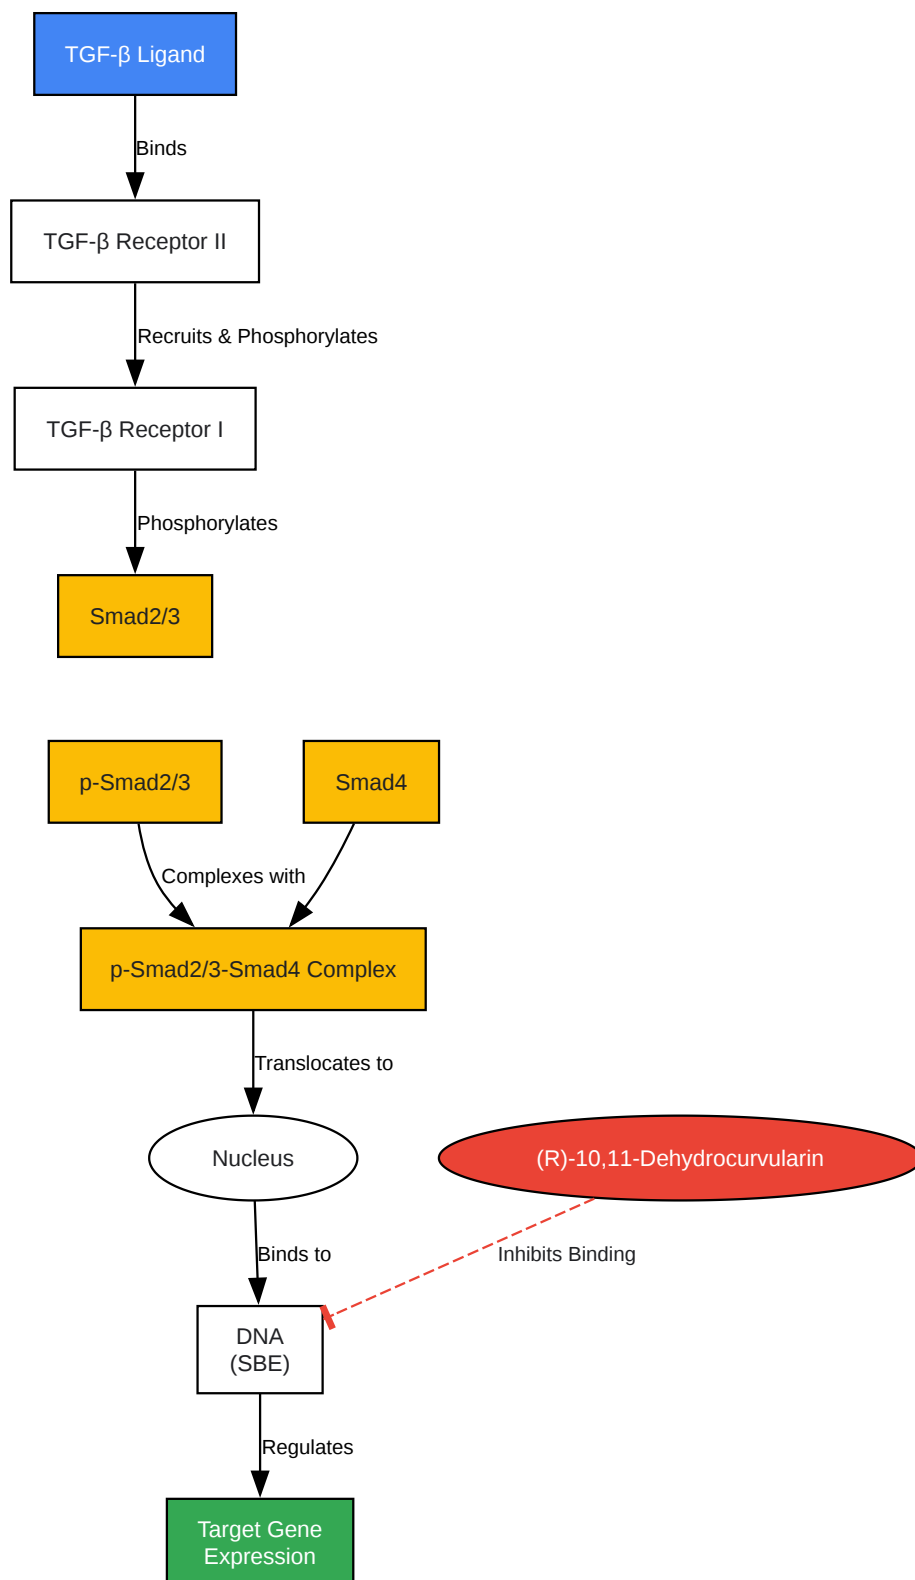 TGF-β Ligand
Binds
TGF-β Receptor II
Recruits & Phosphorylates
TGF-β Receptor I
Phosphorylates
Smad2/3
p-Smad2/3
Smad4
Complexes with
p-Smad2/3-Smad4 Complex
Translocates to
Nucleus
(R)-10,11-Dehydrocurvularin
Binds to
Inhibits Binding
DNA
(SBE)
Regulates
Target Gene
Expression